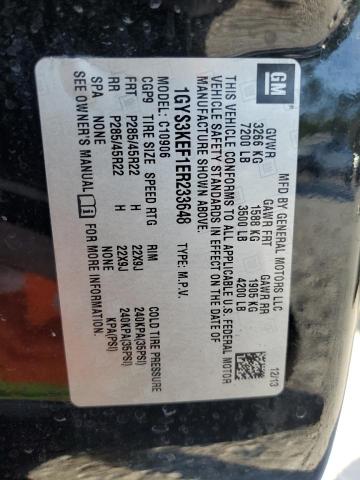 GM
MFD BY GENERAL MOTORS LLC 12/13
GVWR GAWR FRT GAWR RR
3266 KG 1588 KG 1905 KG
7200 LB 3500 LB 4200 LB
THIS VEHICLE CONFORMS TO ALL APPLICABLE U.S. FEDERAL MOTOR
VEHICLE SAFETY STANDARDS IN EFFECT ON THE DATE OF
MANUFACTURE SHOWN ABOVE.
1GYS3KEF1ER233648 TYPE: M.P.V.
MODEL: C10906
CGP9 TIRE SIZE SPEED RTG RIM COLD TIRE PRESSURE
FRT P285/45R22 H 22X9J 240KPA(35PSI)
RR P285/45R22 H 22X9J 240KPA(35PSI)
SPA NONE NONE KPA(PSI)
SEE OWNER'S MANUAL FOR MORE INFORMATION.